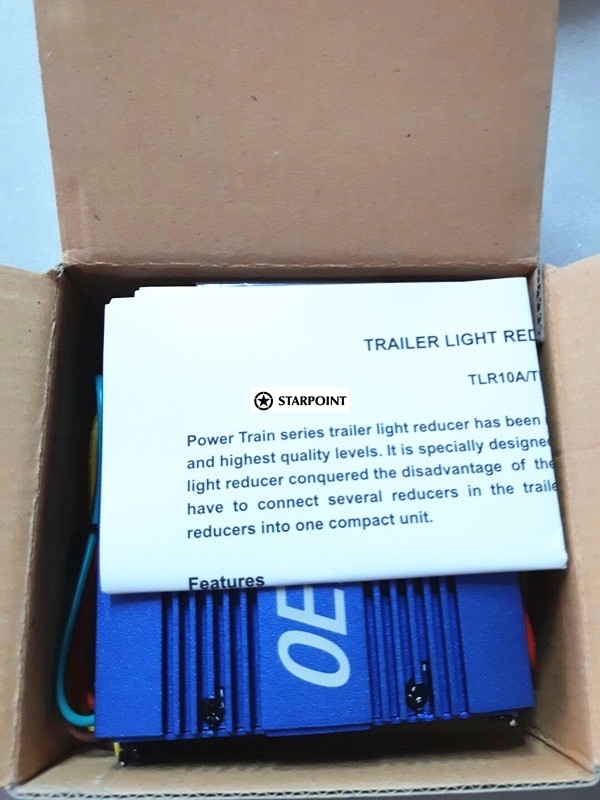 TRAILER LIGHT RED
TLR10A/T
STARPOINT
Power Train series trailer light reducer has been
and highest quality levels. It is specially designe
light reducer conquered the disadvantage of the
have to connect several reducers in the traile
reducers into one compact unit.
Features
OE